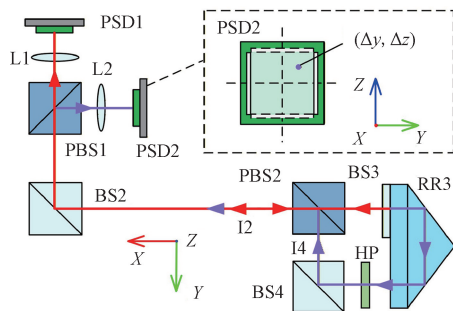 PSD1
PSD2
(Δy, Δz)
L1
L2
Z
X
Y
PBS1
PSD2
BS2
PBS2
BS3
RR3
I2
I4
HP
BS4
X
Z
Y